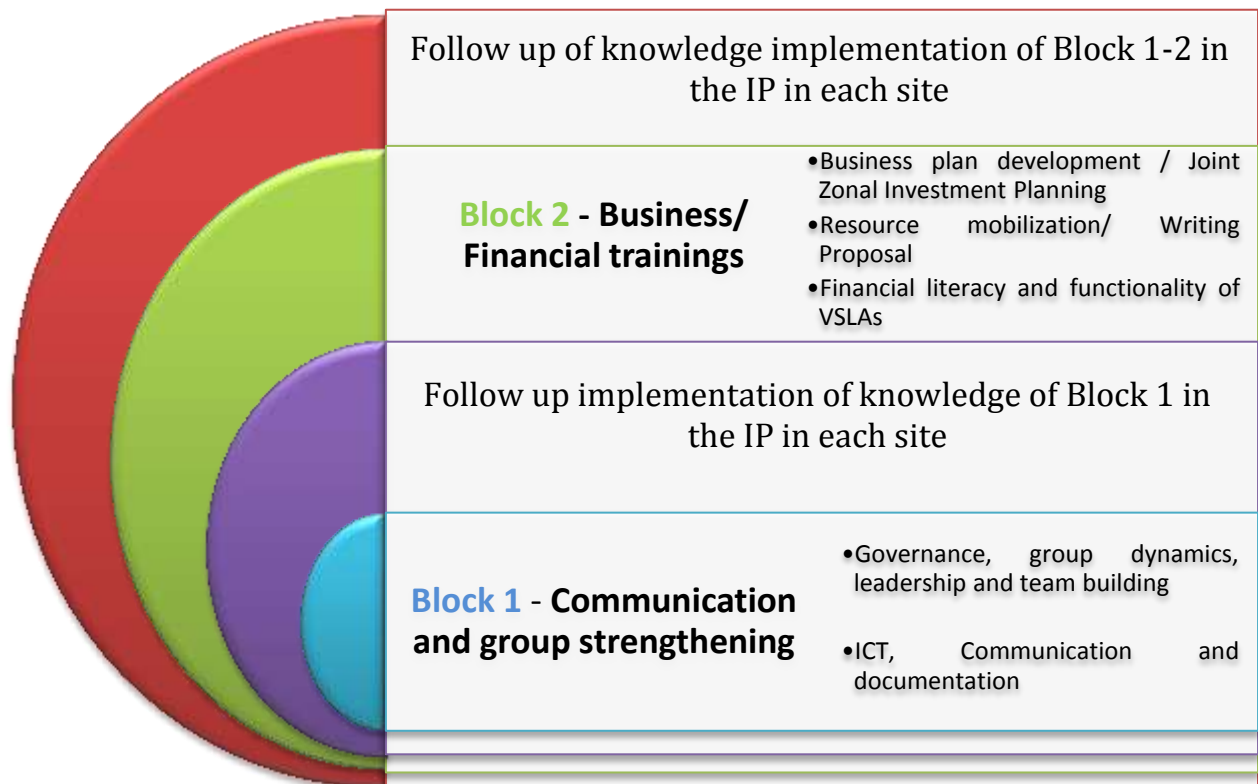 Follow up of knowledge implementation of Block 1-2 in
the IP in each site
Block 2 - Business/
Financial trainings
•Business plan development / Joint
Zonal Investment Planning
•Resource mobilization/ Writing
Proposal
•Financial literacy and functionality of
VSLAs
Follow up implementation of knowledge of Block 1 in
the IP in each site
Block 1 - Communication
and group strengthening
•Governance, group dynamics,
leadership and team building
•ICT, Communication and
documentation